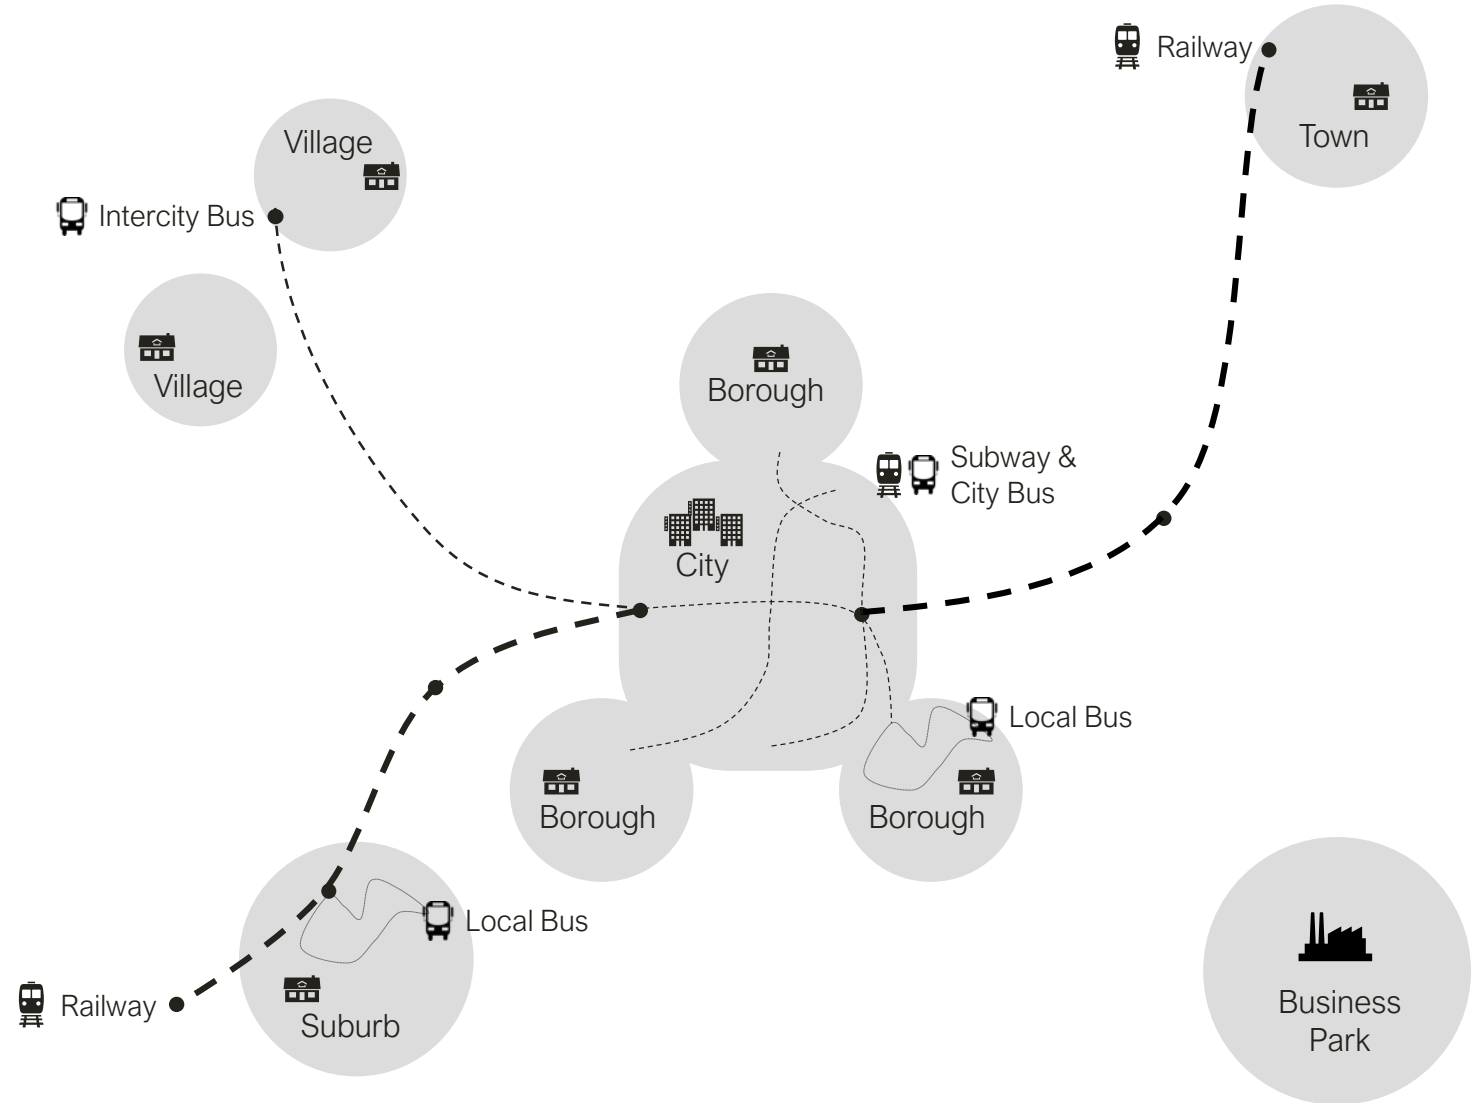 Railway
Town
Village
Intercity Bus
Village
Borough
Subway &
City Bus
City
Local Bus
Borough
Borough
Local Bus
Railway
Suburb
Business
Park